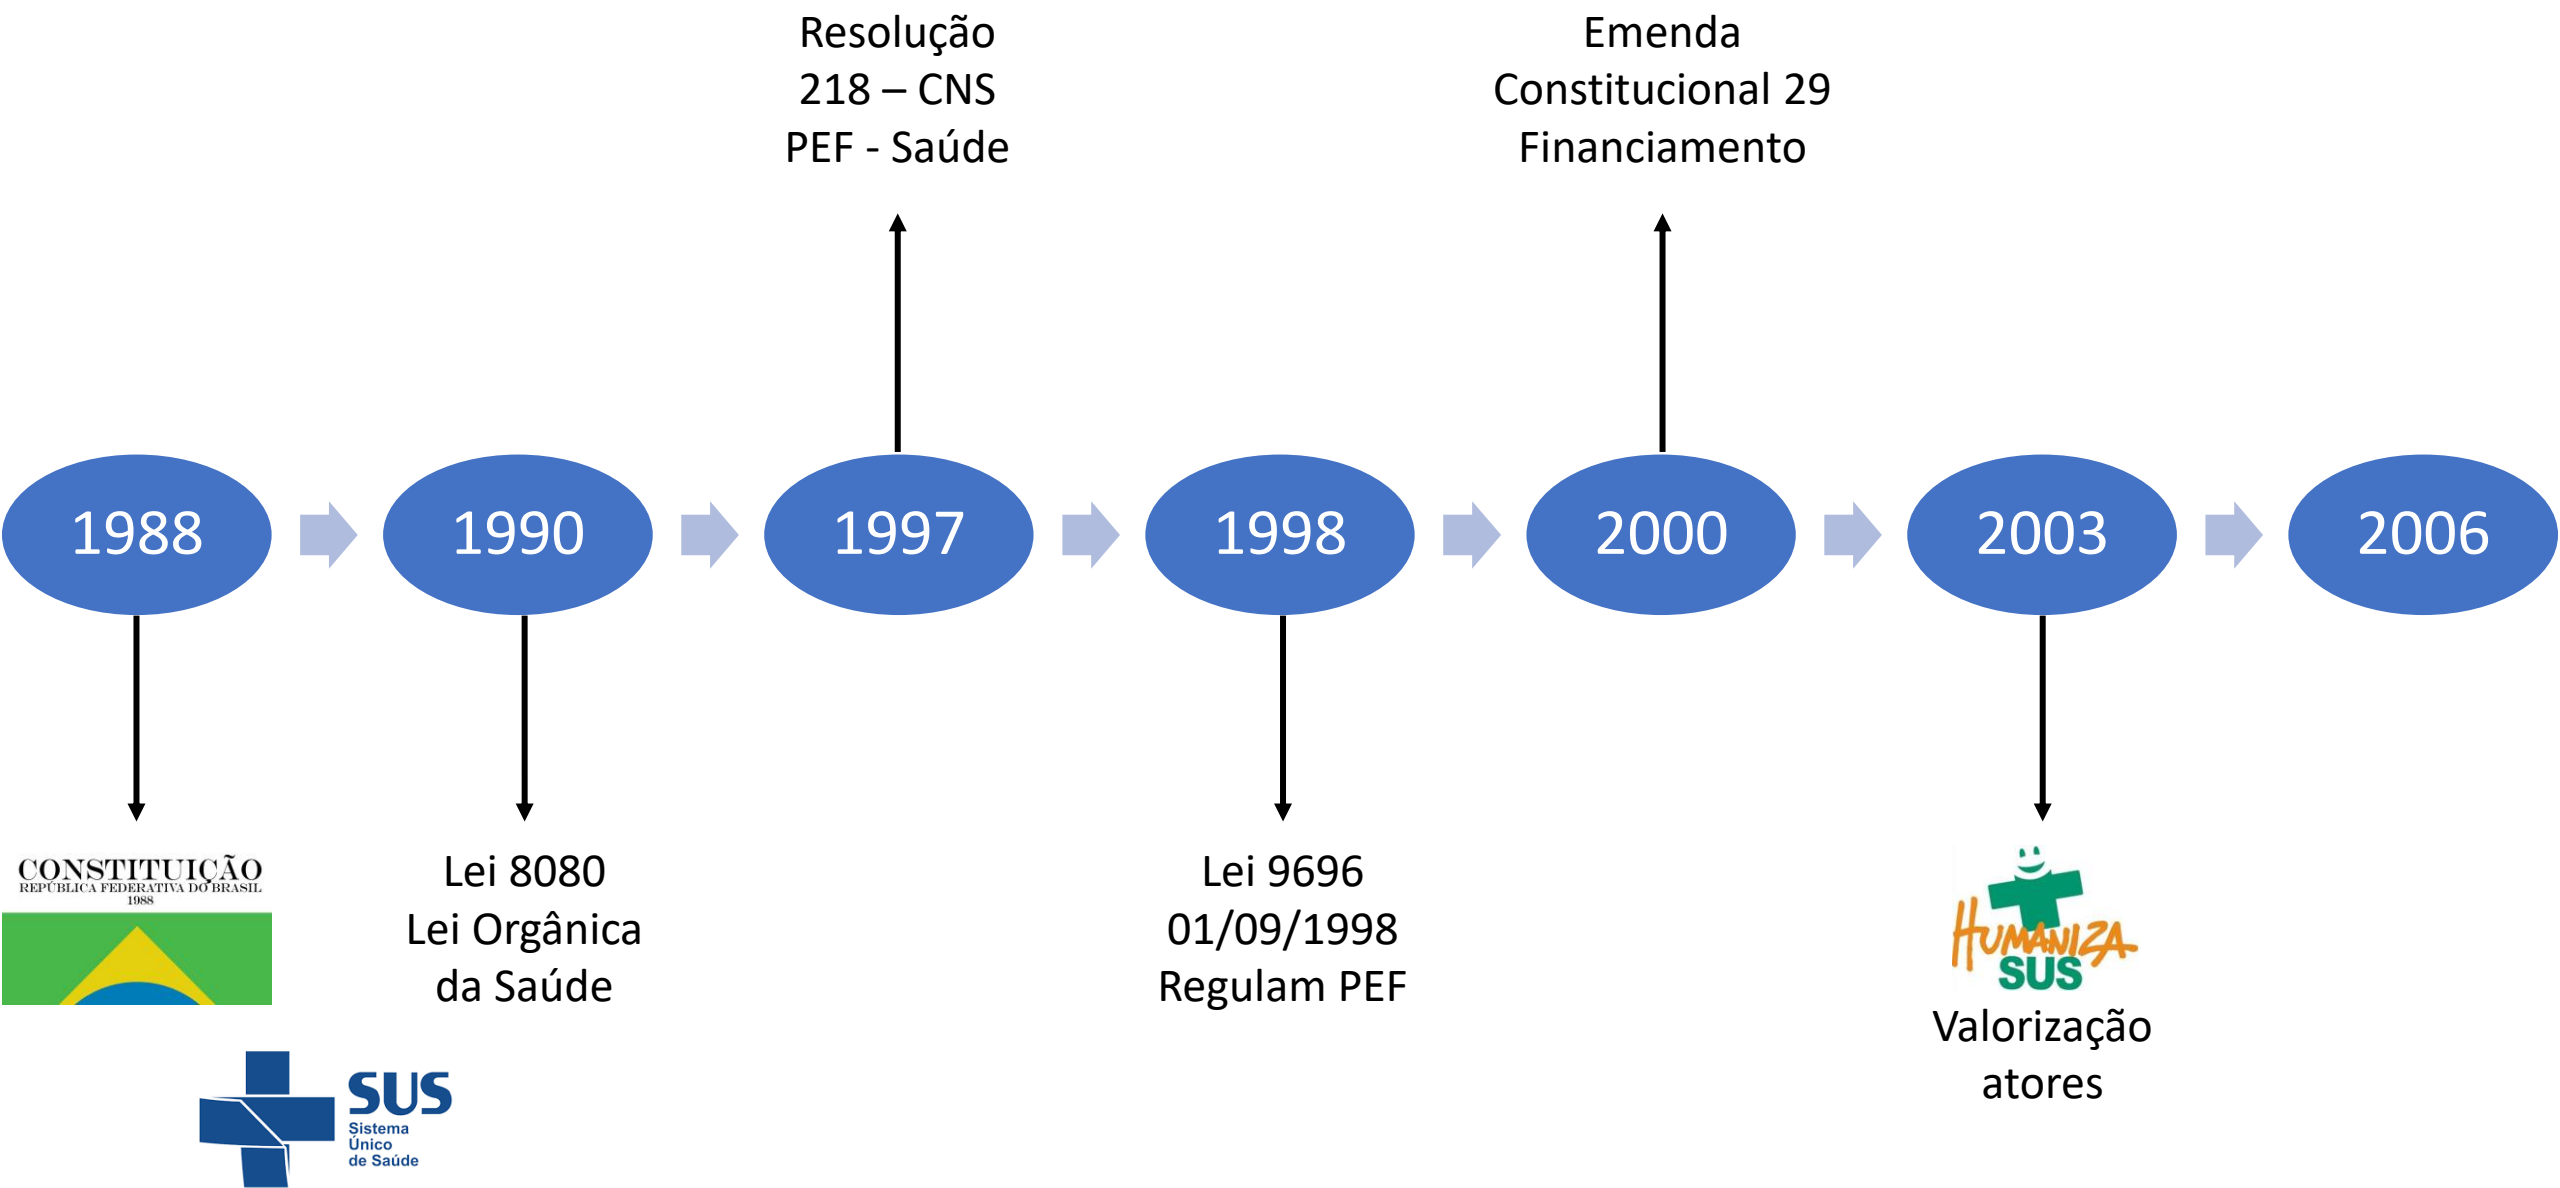 Resolução
218 – CNS
PEF - Saúde
Emenda
Constitucional 29
Financiamento
1988
1990
1997
1998
2000
2003
2006
CONSTITUIÇÃO
REPÚBLICA FEDERATIVA DO BRASIL
1988
Lei 8080
Lei Orgânica
da Saúde
Lei 9696
01/09/1998
Regulam PEF
HUMANIZA
SUS
Valorização
atores
SUS
Sistema
Único
de Saúde